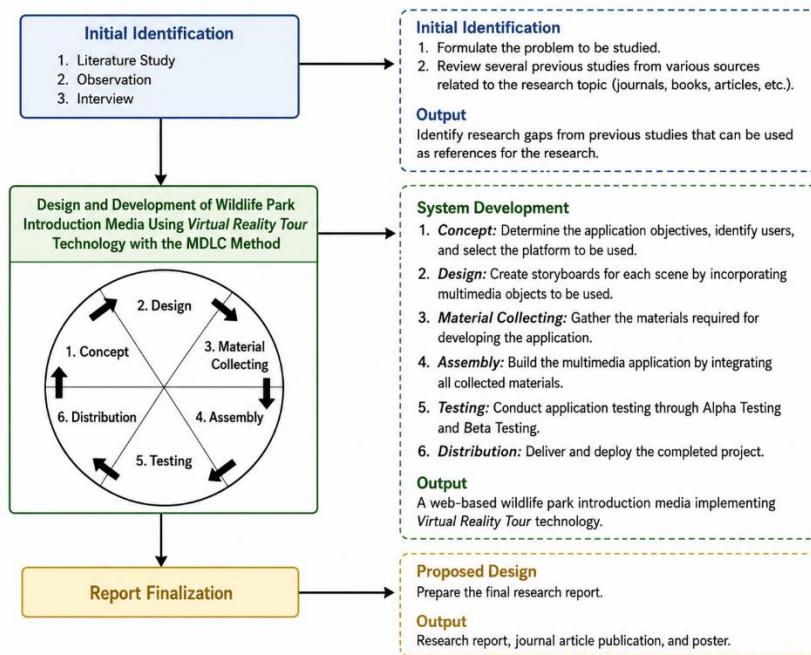 Initial Identification
1. Literature Study
2. Observation
3. Interview
Initial Identification
1. Formulate the problem to be studied.
2. Review several previous studies from various sources
related to the research topic (journals, books, articles, etc.).
Output
Identify research gaps from previous studies that can be used
as references for the research.
Design and Development of Wildlife Park
Introduction Media Using Virtual Reality Tour
Technology with the MDLC Method
1. Concept
2. Design
3. Material
Collecting
4. Assembly
5. Testing
6. Distribution
System Development
1. Concept: Determine the application objectives, identify users,
and select the platform to be used.
2. Design: Create storyboards for each scene by incorporating
multimedia objects to be used.
3. Material Collecting: Gather the materials required for
developing the application.
4. Assembly: Build the multimedia application by integrating
all collected materials.
5. Testing: Conduct application testing through Alpha Testing
and Beta Testing.
6. Distribution: Deliver and deploy the completed project.
Output
A web-based wildlife park introduction media implementing
Virtual Reality Tour technology.
Report Finalization
Proposed Design
Prepare the final research report.
Output
Research report, journal article publication, and poster.